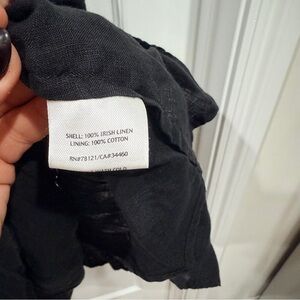 SHELL: 100% IRISH LINEN
LINING: 100% COTTON
RN#78121/CA#34460